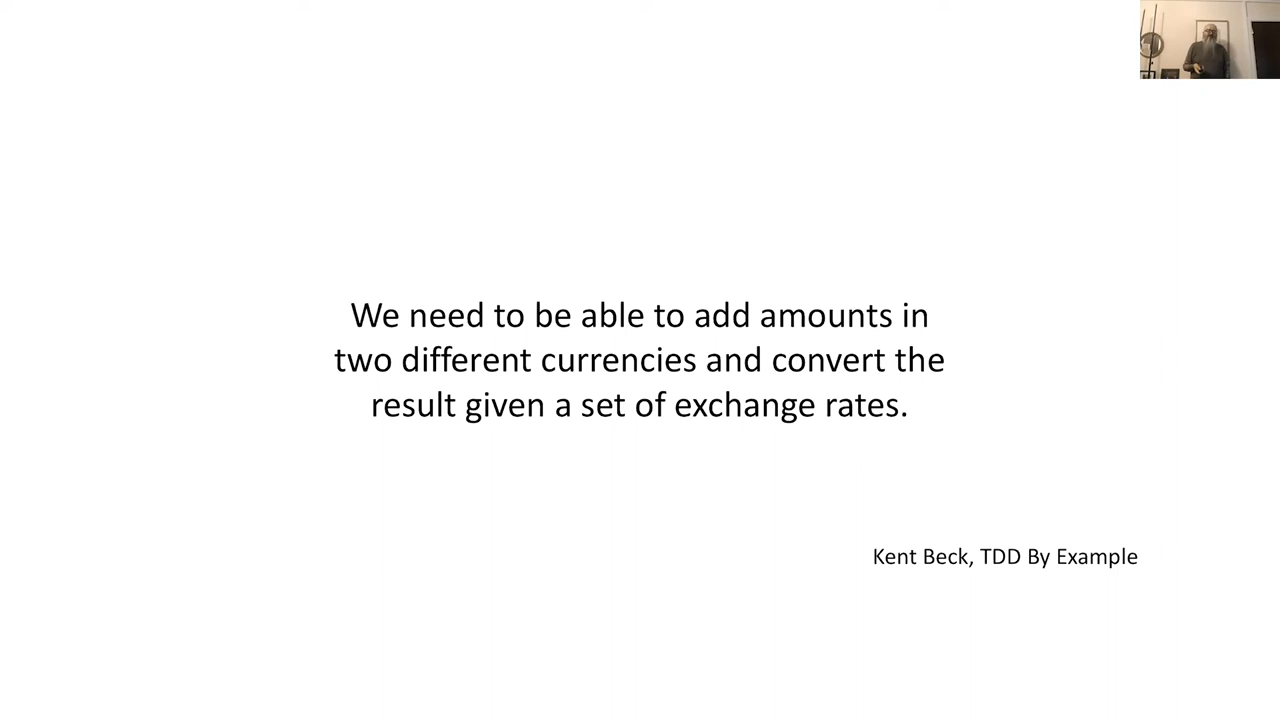 We need to be able to add amounts in
two different currencies and convert the
result given a set of exchange rates.
Kent Beck, TDD By Example